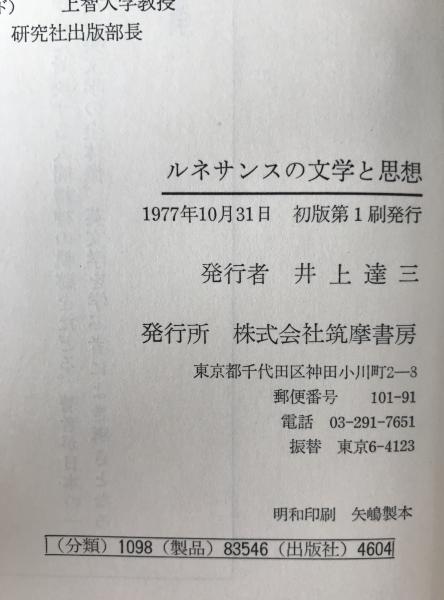 ド） 上智大学教授
研究社出版部長
ルネサンスの文学と思想
1977年10月31日 初版第1刷発行
発行者 井上達三
発行所 株式会社筑摩書房
東京都千代田区神田小川町2―8
郵便番号 101-91
電話 03-291-7651
振替 東京6-4123
明和印刷 矢嶋製本
（分類）1098（製品）83546（出版社）4604